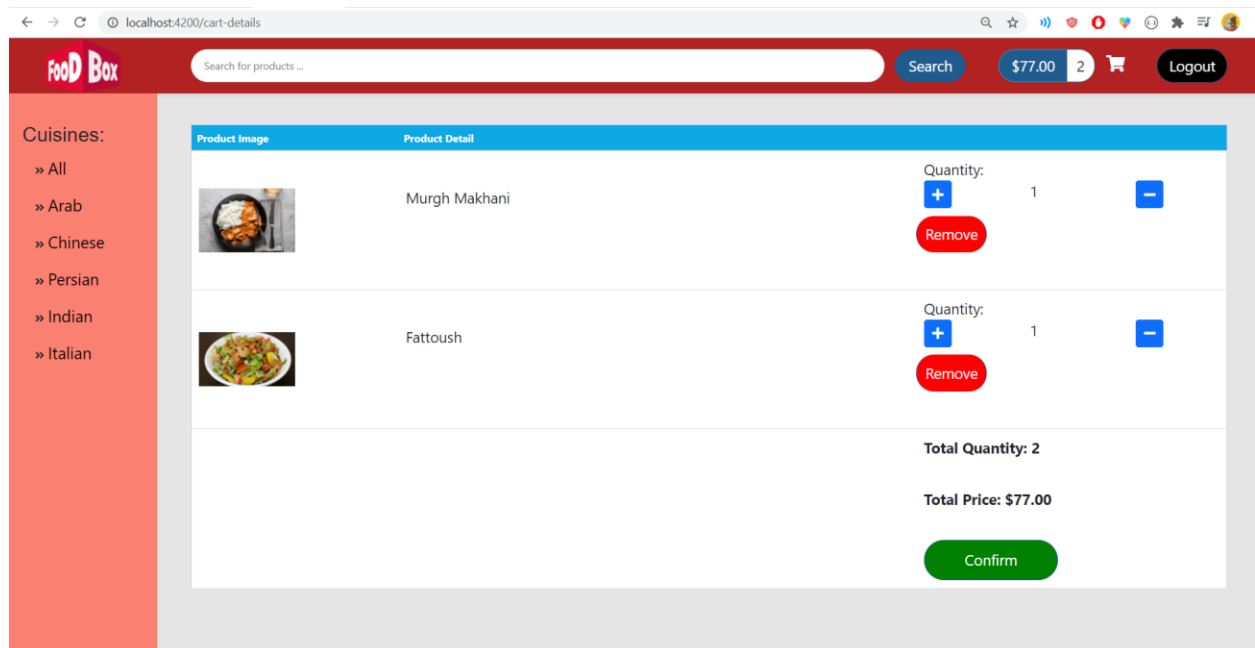 localhost:4200/cart-details
FooD Box
Search for products ...
Search
$77.00 2
Logout
Cuisines:
» All
» Arab
» Chinese
» Persian
» Indian
» Italian
Product Image Product Detail
Murgh Makhani
Quantity:
+ 1 −
Remove
Fattoush
Quantity:
+ 1 −
Remove
Total Quantity: 2
Total Price: $77.00
Confirm